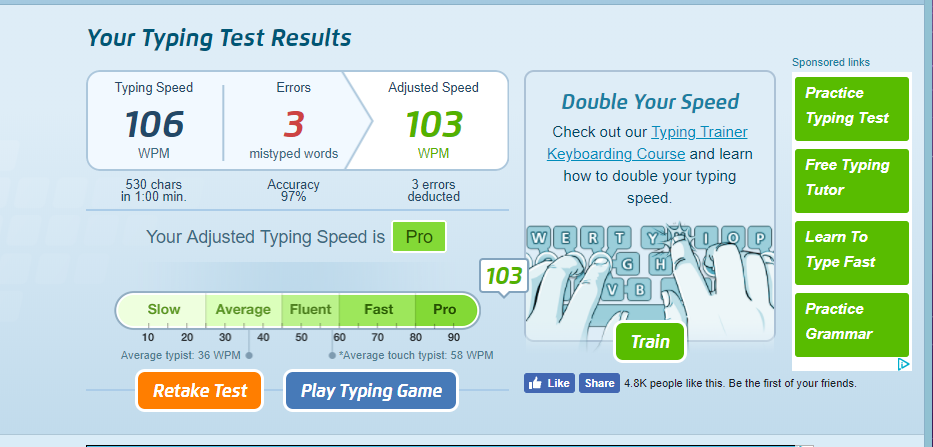 Your Typing Test Results
Typing Speed
106
WPM
Errors
3
mistyped words
Adjusted Speed
103
WPM
530 chars
in 1:00 min.
Accuracy
97%
3 errors
deducted
Your Adjusted Typing Speed is Pro
103
Slow Average Fluent Fast Pro
10 20 30 40 50 60 70 80 90
Average typist: 36 WPM
*Average touch typist: 58 WPM
Retake Test
Play Typing Game
Double Your Speed
Check out our Typing Trainer
Keyboarding Course and learn
how to double your typing
speed.
W E R T Y I O P
G H
V B
Train
Like Share 4.8K people like this. Be the first of your friends.
Sponsored links
Practice
Typing Test
Free Typing
Tutor
Learn To
Type Fast
Practice
Grammar